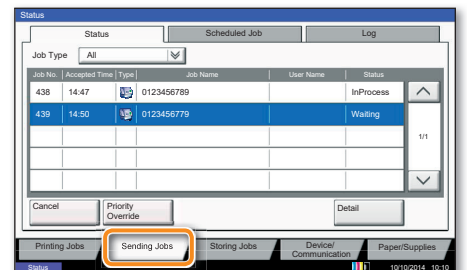 Status
Status Scheduled Job Log
Job Type All
Job No. Accepted Time Type Job Name User Name Status
438 14:47 0123456789 InProcess
439 14:50 0123456779 Waiting
1/1
Cancel Priority Override Detail
Printing Jobs Sending Jobs Storing Jobs Device/ Communication Paper/Supplies
Status 10/10/2014 10:10